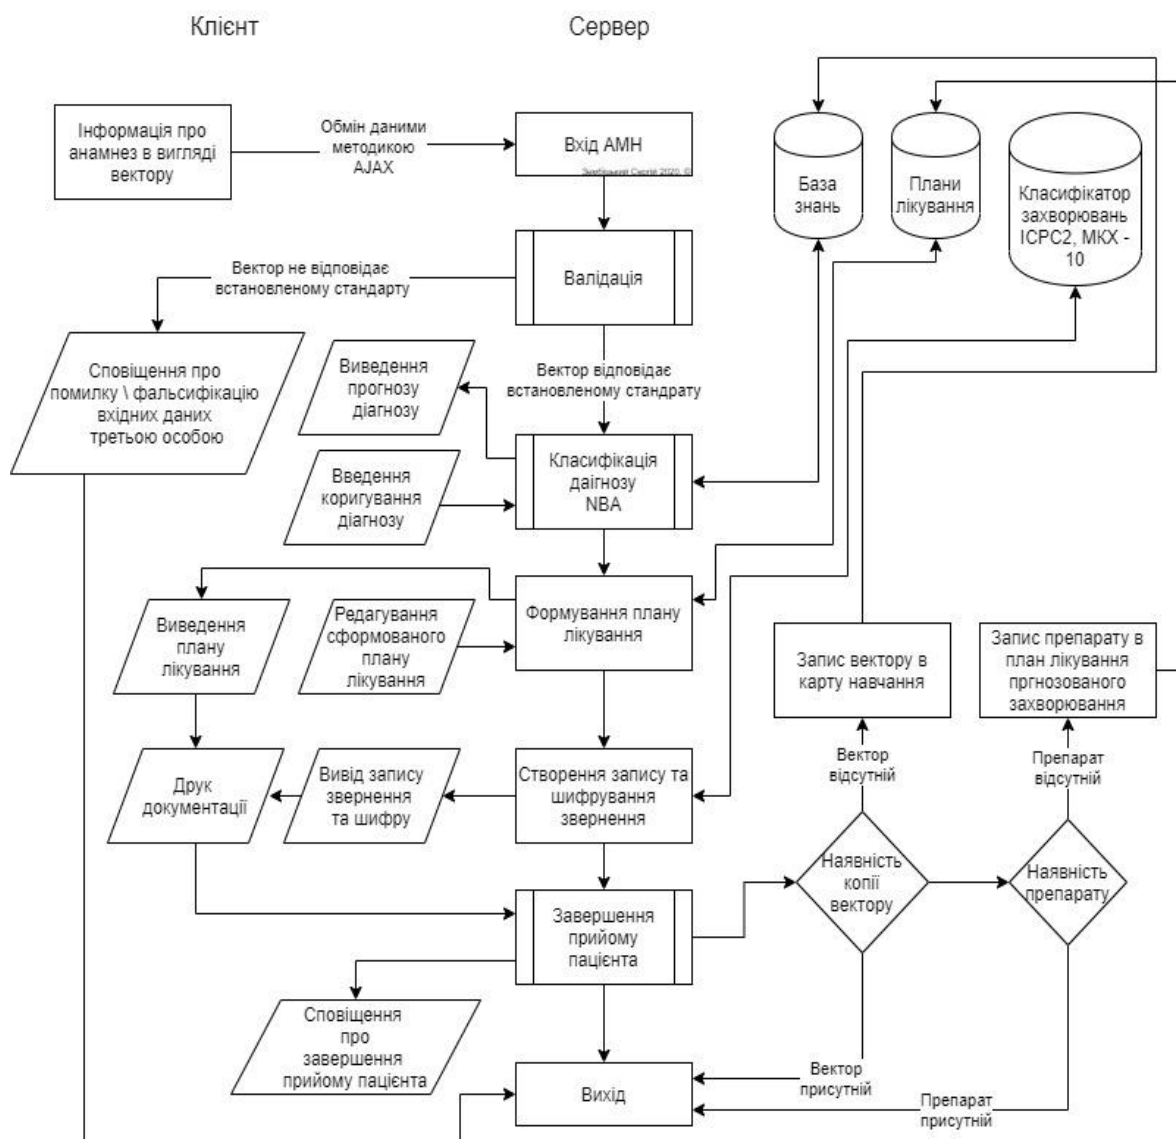 Клієнт
Сервер
Інформація про
анамнез в вигляді
вектору
Обмін даними
методикою
AJAX
Вхід АМН
Зембіцький Сергій 2020, ©
База
знань
Плани
лікування
Класифікатор
захворювань
ICPC2, МКХ -
10
Вектор не відповідає
встановленому стандарту
Валідація
Сповіщення про
помилку \ фальсифікацію
вхідних даних
третьою особою
Виведення
прогнозу
діагнозу
Вектор відповідає
встановленому стандрату
Введення
коригування
діагнозу
Класифікація
даігнозу
NBA
Виведення
плану
лікування
Редагування
сформованого
плану
лікування
Формування плану
лікування
Запис вектору в
карту навчання
Запис препарату в
план лікування
пргнозованого
захворювання
Вектор
відсутній
Препарат
відсутній
Друк
документації
Вивід запису
звернення
та шифру
Створення запису та
шифрування
звернення
Наявність
копії
вектору
Наявність
препарату
Завершення
прийому
пацієнта
Сповіщення
про
завершення
прийому пацієнта
Вихід
Вектор
присутній
Препарат
присутній